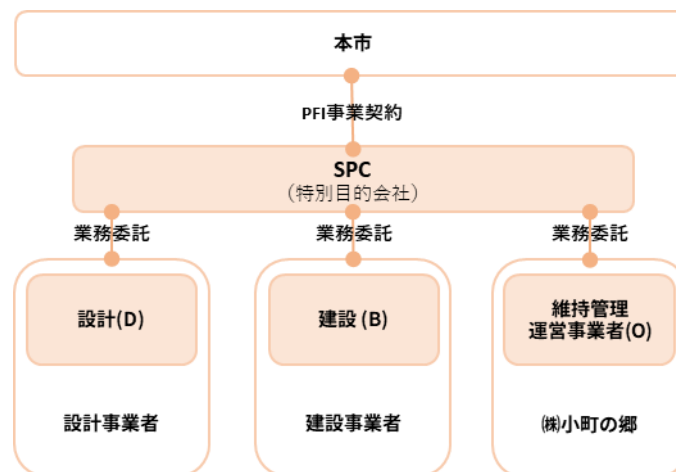 本市
PFI事業契約
SPC
（特別目的会社）
業務委託
業務委託
業務委託
設計(D)
建設 (B)
維持管理
運営事業者(O)
設計事業者
建設事業者
㈱小町の郷